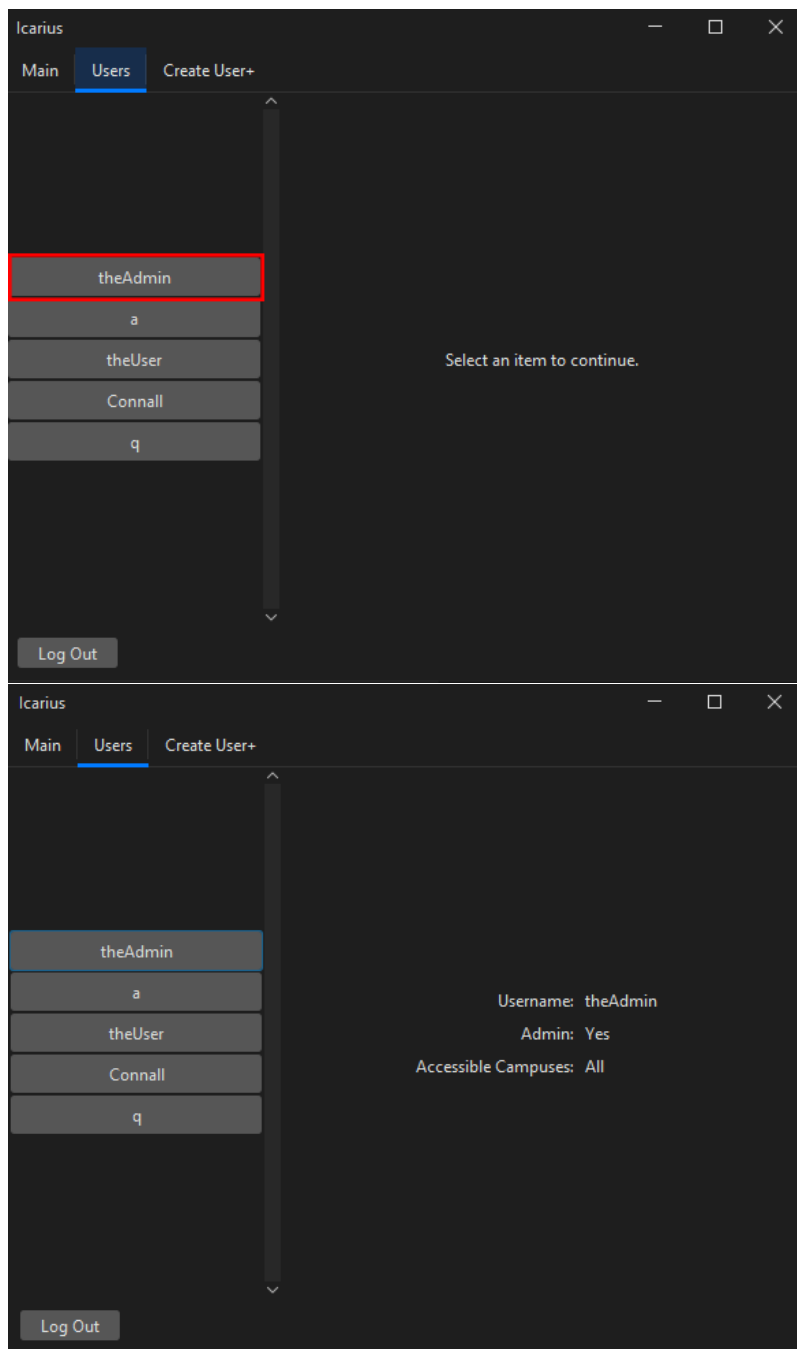 Icarius
Main Users Create User+
theAdmin
a
theUser
Select an item to continue.
Connall
q
Log Out
Icarius
Main Users Create User+
theAdmin
a
theUser
Connall
q
Username: theAdmin
Admin: Yes
Accessible Campuses: All
Log Out